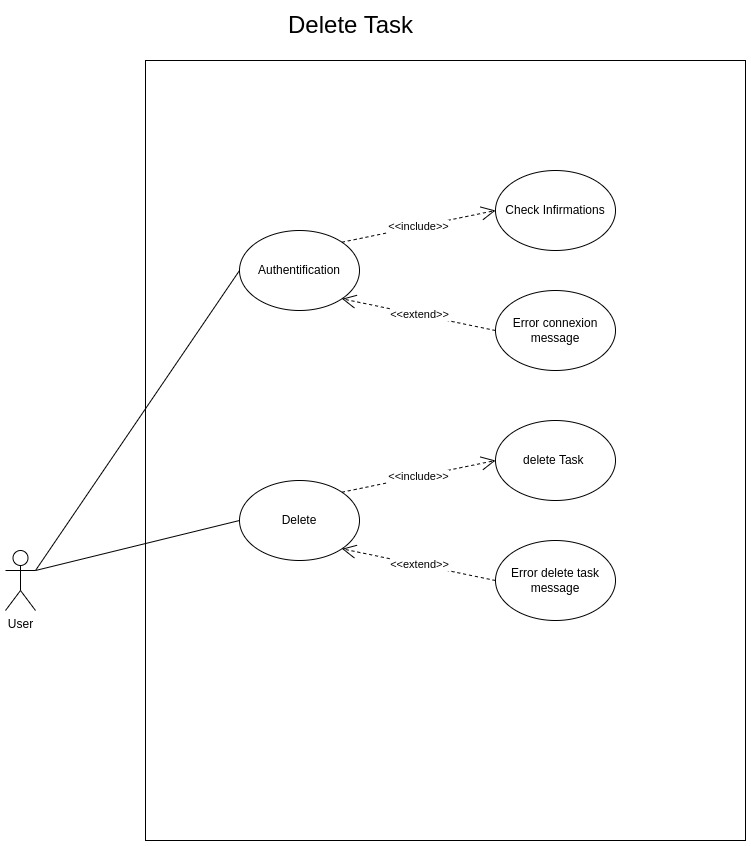 Delete Task
Check Infirmations
<<include>>
Authentification
<<extend>>
Error connexion
message
delete Task
<<include>>
Delete
<<extend>>
Error delete task
message
User